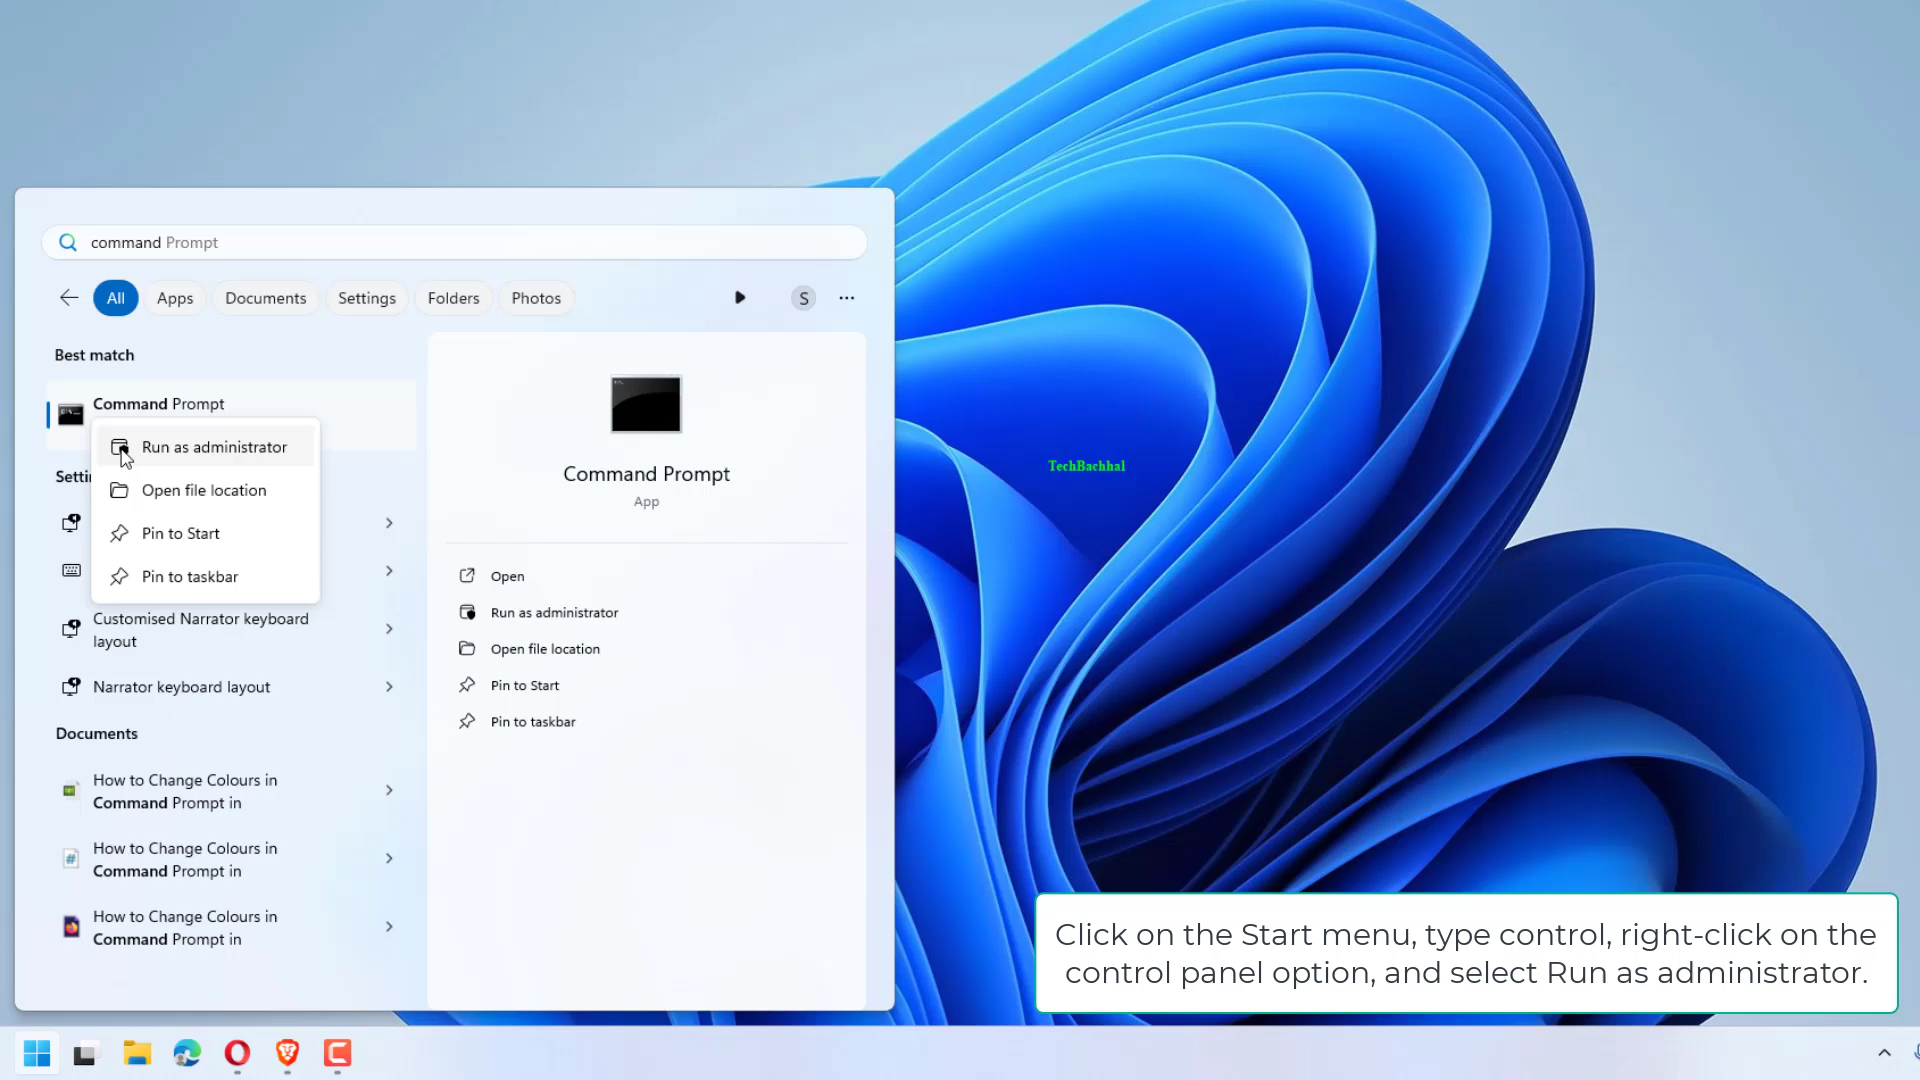 command Prompt
All
Apps
Documents
Settings
Folders
Photos
S
Best match
Command Prompt
Run as administrator
Open file location
Pin to Start
Pin to taskbar
Customised Narrator keyboard
layout
Narrator keyboard layout
Documents
How to Change Colours in
Command Prompt in
How to Change Colours in
Command Prompt in
How to Change Colours in
Command Prompt in
Command Prompt
App
Open
Run as administrator
Open file location
Pin to Start
Pin to taskbar
TechBachhal
Click on the Start menu, type control, right-click on the
control panel option, and select Run as administrator.